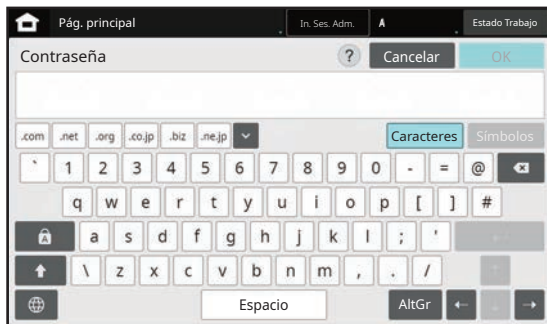 Pág. principal In. Ses. Adm. A Estado Trabajo
Contraseña ? Cancelar OK
.com .net .org .co.jp .biz .ne.jp Caracteres Símbolos
` 1 2 3 4 5 6 7 8 9 0 - = @
q w e r t y u i o p [ ] #
A a s d f g h j k l ; '
\ z x c v b n m , . /
Espacio AltGr